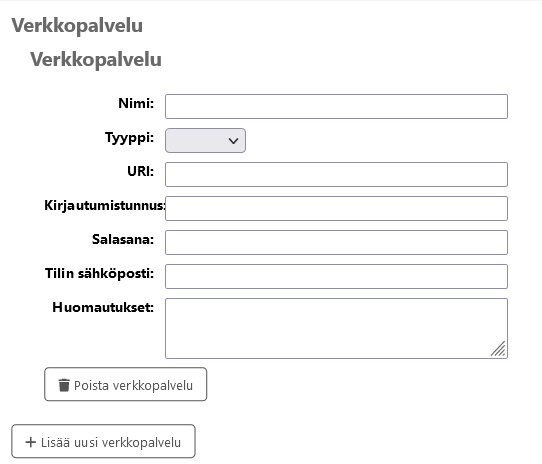 Verkkopalvelu
Verkkopalvelu
Nimi:
Tyyppi:
URI:
Kirjautumistunnus:
Salasana:
Tilin sähköposti:
Huomautukset:
Poista verkkopalvelu
Lisää uusi verkkopalvelu